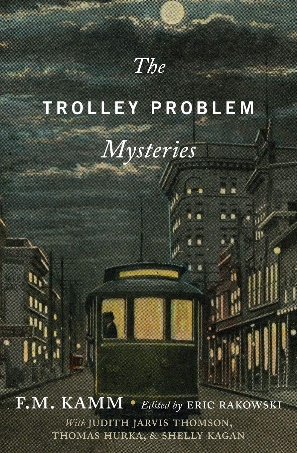 The
TROLLEY PROBLEM
Mysteries
F.M. KAMM • Edited by ERIC RAKOWSKI
With JUDITH JARVIS THOMSON,
THOMAS HURKA, & SHELLY KAGAN